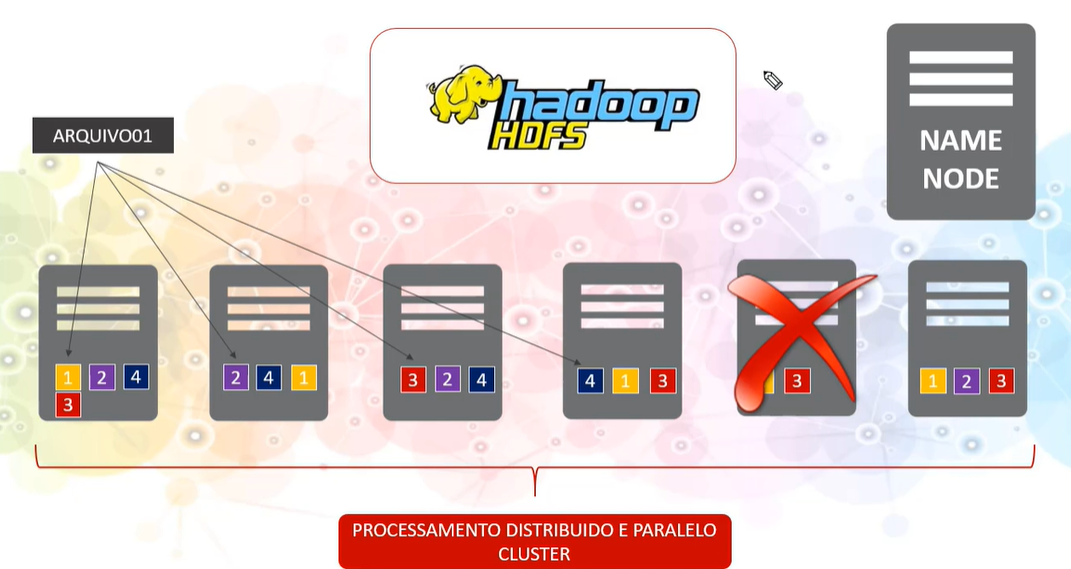 hadoop
HDFS
NAME
NODE
ARQUIVO01
1 2 4
3
2 4 1
3 2 4
4 1 3
3
1 2 3
PROCESSAMENTO DISTRIBUIDO E PARALELO
CLUSTER